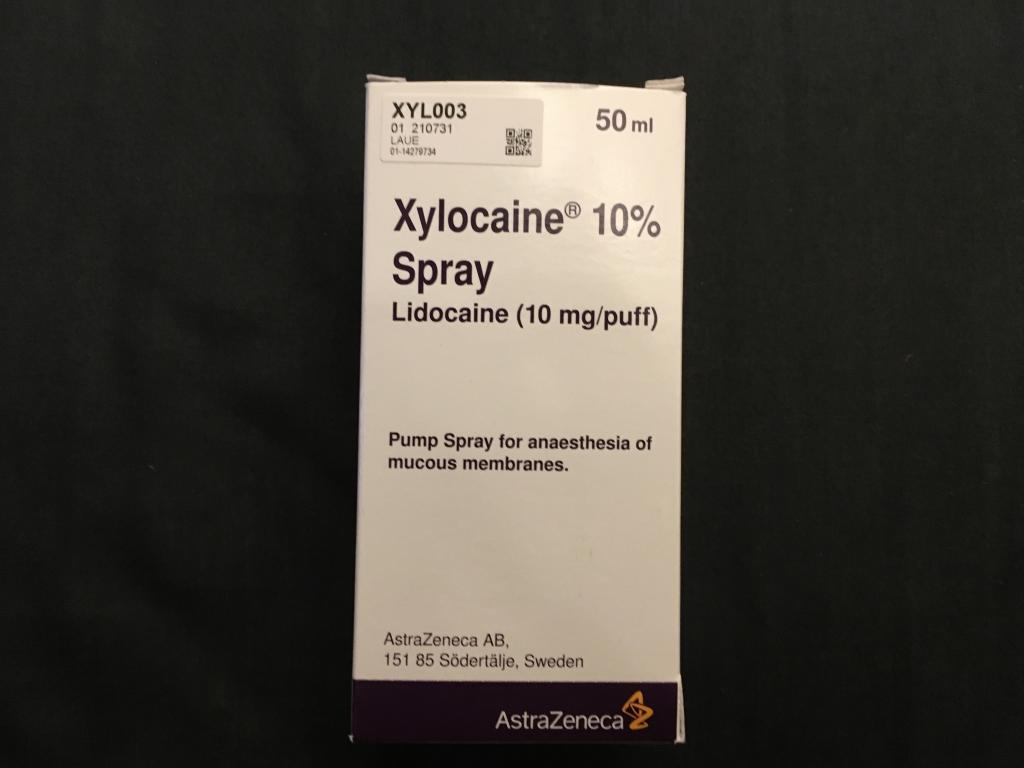 XYL003
01 210731
LAUE
01-14279734
50 ml
Xylocaine® 10%
Spray
Lidocaine (10 mg/puff)
Pump Spray for anaesthesia of
mucous membranes.
AstraZeneca AB,
151 85 Södertälje, Sweden
AstraZeneca